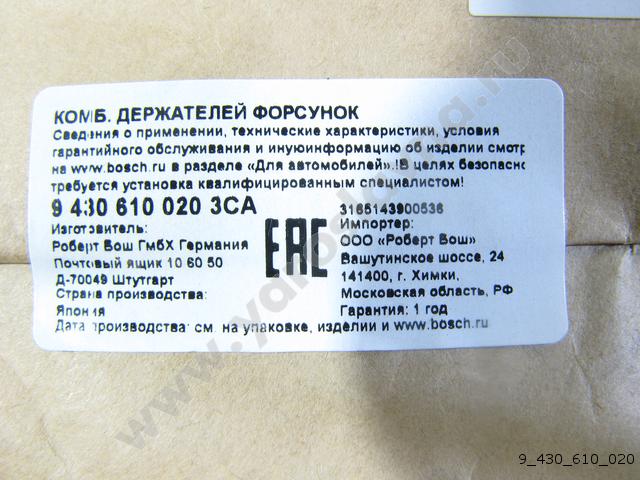 КОМБ. ДЕРЖАТЕЛЕЙ ФОРСУНОК
Сведения о применении, технические характеристики, условия
гарантийного обслуживания и инуюинформацию об изделии смотр
на www.bosch.ru в разделе «Для автомобилей».!В целях безопасно
требуется установка квалифицированным специалистом!
9 430 610 020 3CA
Изготовитель:
Роберт Бош ГмбХ Германия
Почтовый ящик 10 60 50
Д-70049 Штутгарт
Страна производства:
Япония
EAC
3165143900536
Импортер:
ООО «Роберт Бош»
Вашутинское шоссе, 24
141400, г. Химки,
Московская область, РФ
Гарантия: 1 год
Дата производства: см. на упаковке, изделии и www.bosch.ru
9_430_610_020